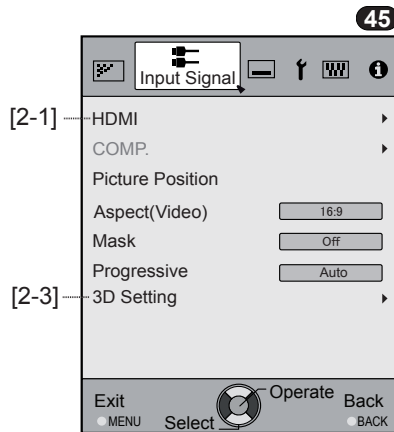 45
Input Signal
[2-1] HDMI
COMP.
Picture Position
Aspect(Video) 16:9
Mask Off
Progressive Auto
[2-3] 3D Setting
Exit Operate Back
MENU Select BACK